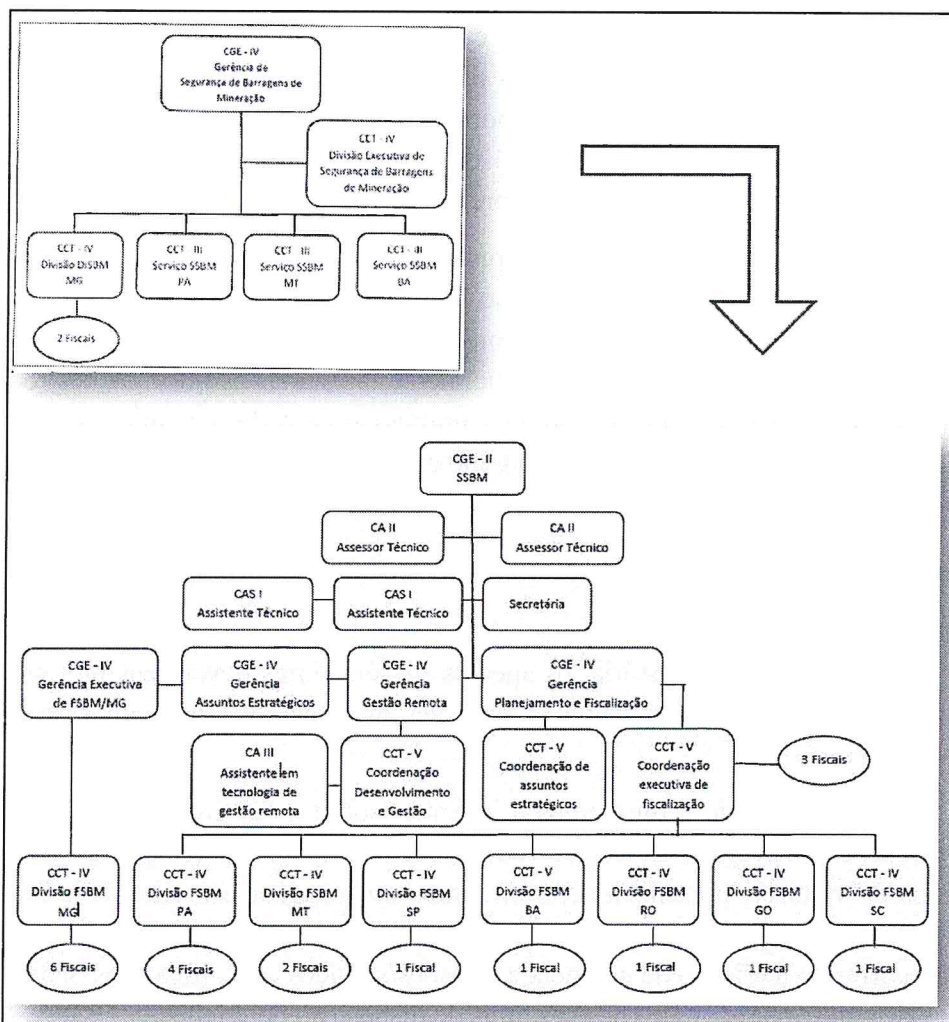 CGE - IV
Gerência de
Segurança de Barragens de
Mineração
CCT - IV
Divisão Executiva de
Segurança de Barragens
de Mineração
CCT - IV
Divisão DISBM
MG
CCT - III
Serviço SSBM
PA
CCT - III
Serviço SSBM
MT
CCT - III
Serviço SSBM
BA
2 Fiscais
CGE - II
SSBM
CA II
Assessor Técnico
CA II
Assessor Técnico
CAS I
Assistente Técnico
CAS I
Assistente Técnico
Secretária
CGE - IV
Gerência Executiva
de FSBM/MG
CGE - IV
Gerência
Assuntos Estratégicos
CGE - IV
Gerência
Gestão Remota
CGE - IV
Gerência
Planejamento e Fiscalização
CA III
Assistente em
tecnologia de
gestão remota
CCT - V
Coordenação
Desenvolvimento
e Gestão
CCT - V
Coordenação de
assuntos
estratégicos
CCT - V
Coordenação
executiva de
fiscalização
3 Fiscais
CCT - IV
Divisão FSBM
MG
CCT - IV
Divisão FSBM
PA
CCT - IV
Divisão FSBM
MT
CCT - IV
Divisão FSBM
SP
CCT - V
Divisão FSBM
BA
CCT - IV
Divisão FSBM
RO
CCT - IV
Divisão FSBM
GO
CCT - IV
Divisão FSBM
SC
6 Fiscais
4 Fiscais
2 Fiscais
1 Fiscal
1 Fiscal
1 Fiscal
1 Fiscal
1 Fiscal